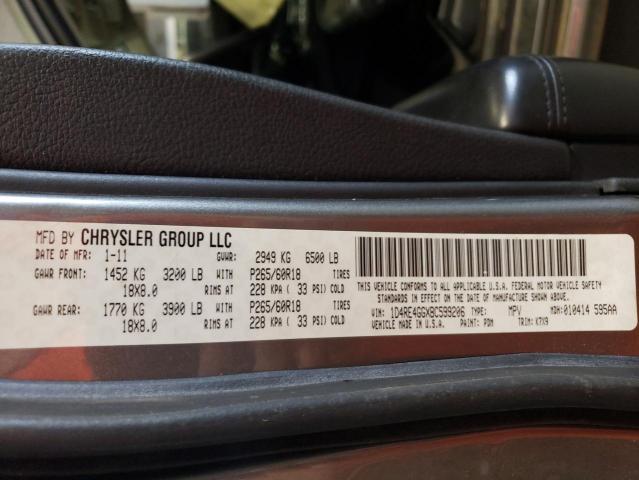 MFD BY CHRYSLER GROUP LLC
DATE OF MFR: 1-11 GVWR: 2949 KG 6500 LB
GAWR FRONT: 1452 KG 3200 LB WITH P265/60R18 TIRES
18X8.0 RIMS AT 228 KPA ( 33 PSI) COLD
GAWR REAR: 1770 KG 3900 LB WITH P265/60R18 TIRES
18X8.0 RIMS AT 228 KPA ( 33 PSI) COLD
THIS VEHICLE CONFORMS TO ALL APPLICABLE U.S.A. FEDERAL MOTOR VEHICLE SAFETY
STANDARDS IN EFFECT ON THE DATE OF MANUFACTURE SHOWN ABOVE.
VIN: 1D4RE4GGXBC599206 TYPE: MPV MDH: 010414 595AA
VEHICLE MADE IN U.S.A. PAINT: PDM TRIM: K7X9